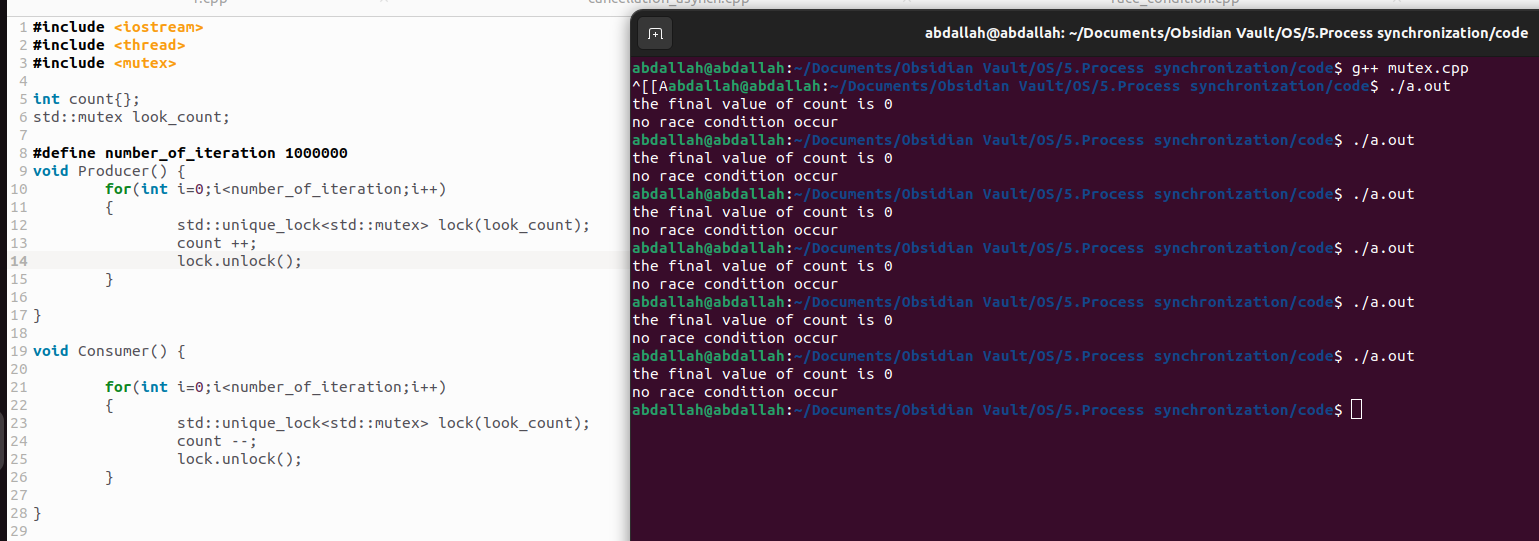 r.cpp
cancellation_asynch.cpp
race_condition.cpp
1 #include <iostream>
2 #include <thread>
3 #include <mutex>
4
5 int count{};
6 std::mutex look_count;
7
8 #define number_of_iteration 1000000
9 void Producer() {
10 for(int i=0;i<number_of_iteration;i++)
11 {
12 std::unique_lock<std::mutex> lock(look_count);
13 count ++;
14 lock.unlock();
15 }
16
17 }
18
19 void Consumer() {
20
21 for(int i=0;i<number_of_iteration;i++)
22 {
23 std::unique_lock<std::mutex> lock(look_count);
24 count --;
25 lock.unlock();
26 }
27
28 }
29
abdallah@abdallah: ~/Documents/Obsidian Vault/OS/5.Process synchronization/code
abdallah@abdallah:~/Documents/Obsidian Vault/OS/5.Process synchronization/code$ g++ mutex.cpp
^[[Aabdallah@abdallah:~/Documents/Obsidian Vault/OS/5.Process synchronization/code$ ./a.out
the final value of count is 0
no race condition occur
abdallah@abdallah:~/Documents/Obsidian Vault/OS/5.Process synchronization/code$ ./a.out
the final value of count is 0
no race condition occur
abdallah@abdallah:~/Documents/Obsidian Vault/OS/5.Process synchronization/code$ ./a.out
the final value of count is 0
no race condition occur
abdallah@abdallah:~/Documents/Obsidian Vault/OS/5.Process synchronization/code$ ./a.out
the final value of count is 0
no race condition occur
abdallah@abdallah:~/Documents/Obsidian Vault/OS/5.Process synchronization/code$ ./a.out
the final value of count is 0
no race condition occur
abdallah@abdallah:~/Documents/Obsidian Vault/OS/5.Process synchronization/code$ ./a.out
the final value of count is 0
no race condition occur
abdallah@abdallah:~/Documents/Obsidian Vault/OS/5.Process synchronization/code$